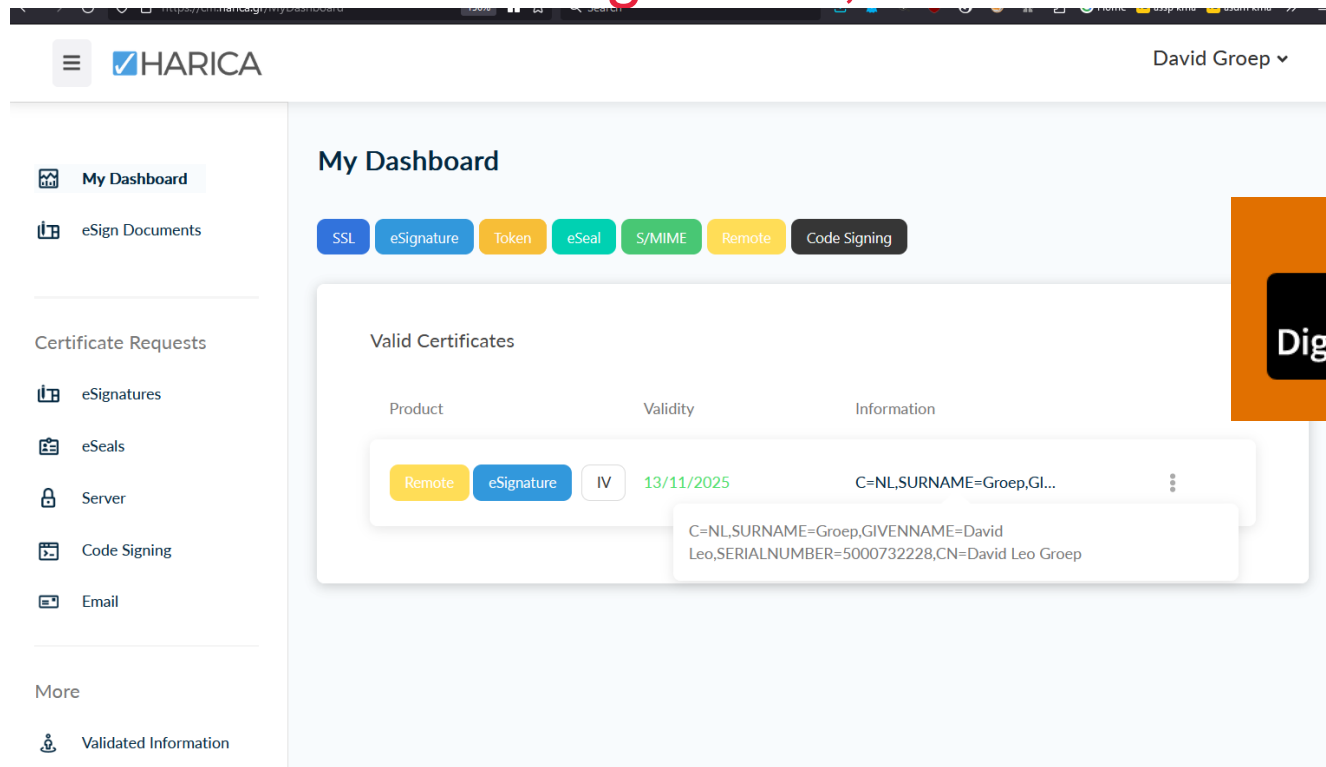 HARICA
David Groep
My Dashboard
eSign Documents
Certificate Requests
eSignatures
eSeals
Server
Code Signing
Email
More
Validated Information
My Dashboard
SSL eSignature Token eSeal S/MIME Remote Code Signing
Valid Certificates
Product Validity Information
Remote eSignature IV 13/11/2025 C=NL,SURNAME=Groep,GI...
C=NL,SURNAME=Groep,GIVENNAME=David
Leo,SERIALNUMBER=5000732228,CN=David Leo Groep
Dig